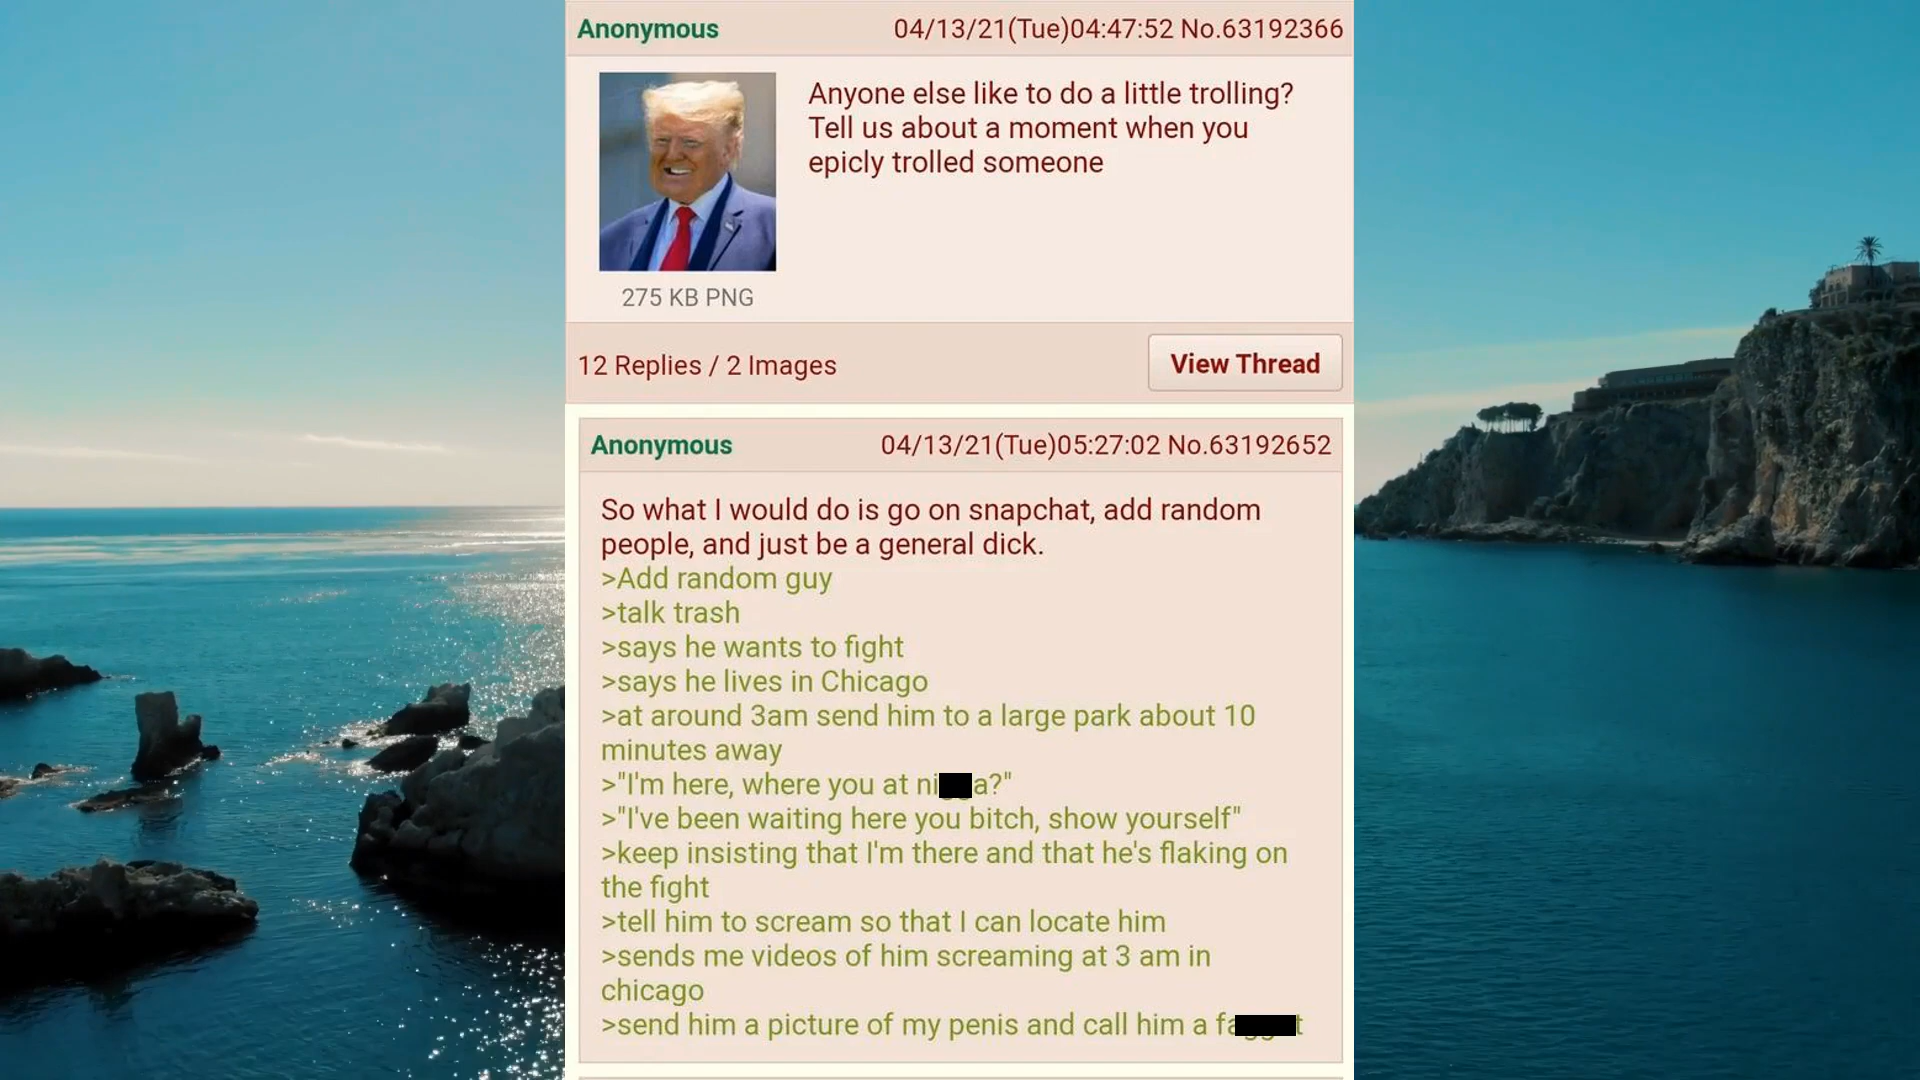 Anonymous 04/13/21(Tue)04:47:52 No.63192366
Anyone else like to do a little trolling?
Tell us about a moment when you
epicly trolled someone
275 KB PNG
12 Replies / 2 Images View Thread
Anonymous 04/13/21(Tue)05:27:02 No.63192652
So what I would do is go on snapchat, add random
people, and just be a general dick.
>Add random guy
>talk trash
>says he wants to fight
>says he lives in Chicago
>at around 3am send him to a large park about 10
minutes away
>"I'm here, where you at ni a?"
>"I've been waiting here you bitch, show yourself"
>keep insisting that I'm there and that he's flaking on
the fight
>tell him to scream so that I can locate him
>sends me videos of him screaming at 3 am in
chicago
>send him a picture of my penis and call him a fa t